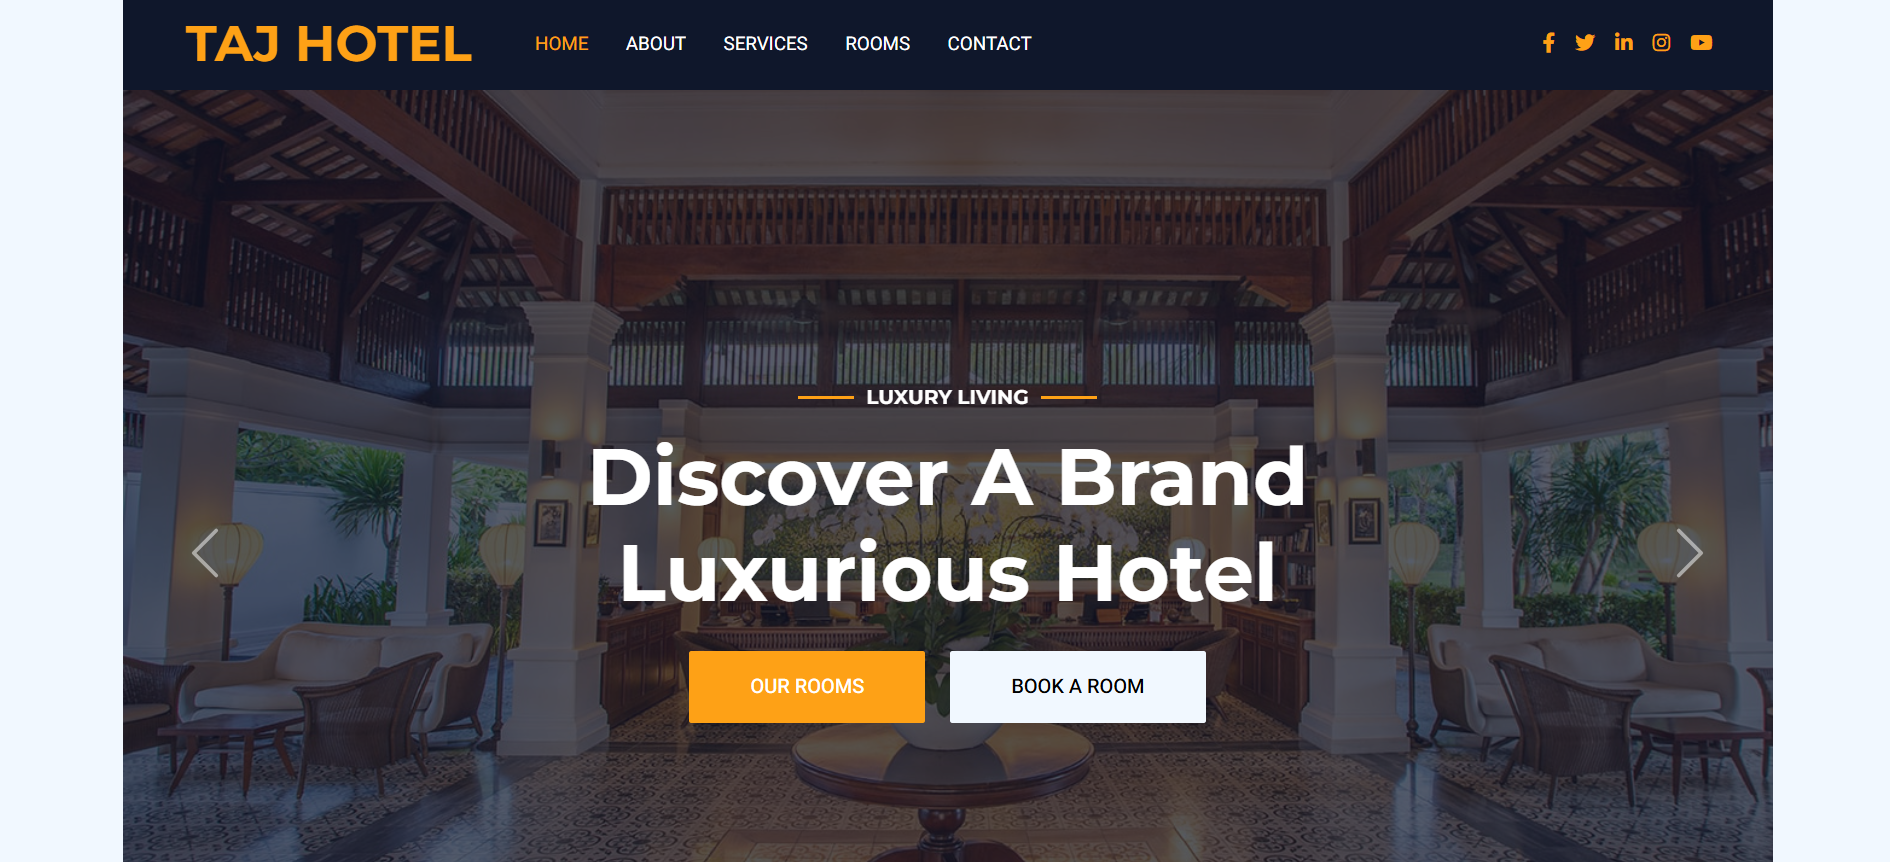 TAJ HOTEL
HOME ABOUT SERVICES ROOMS CONTACT
LUXURY LIVING
Discover A Brand
Luxurious Hotel
OUR ROOMS BOOK A ROOM